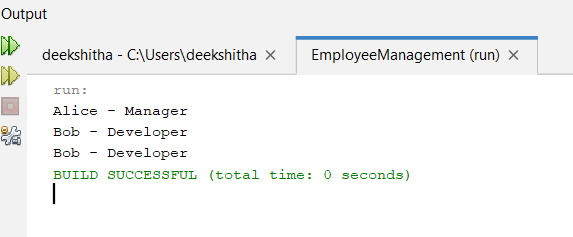 Output
deekshitha - C:\Users\deekshitha × EmployeeManagement (run) ×
run:
Alice - Manager
Bob - Developer
Bob - Developer
BUILD SUCCESSFUL (total time: 0 seconds)